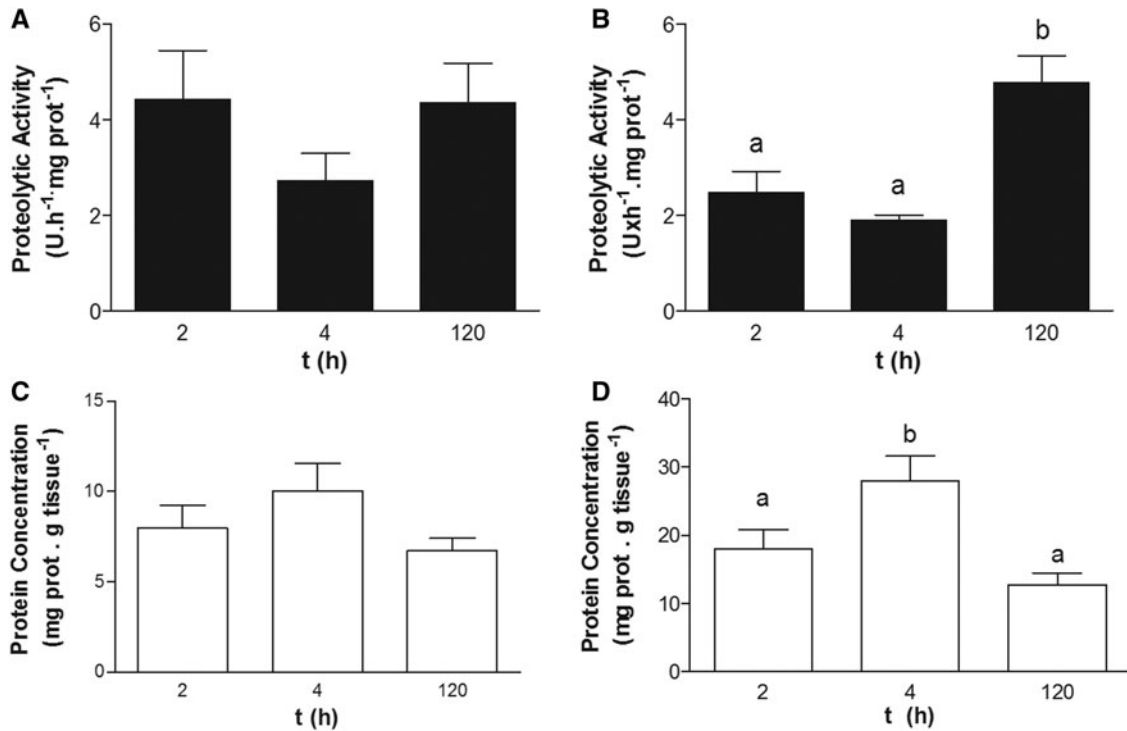 A
Proteolytic Activity
(U.h⁻¹·mg prot⁻¹)
6
4
2
0
2 4 120
t (h)
B
Proteolytic Activity
(Uxh⁻¹.mg prot⁻¹)
6
4
2
0
a a b
2 4 120
t (h)
C
Protein Concentration
(mg prot . g tissue⁻¹)
15
10
5
0
2 4 120
t (h)
D
Protein Concentration
(mg prot . g tissue⁻¹)
40
30
20
10
0
a b a
2 4 120
t (h)